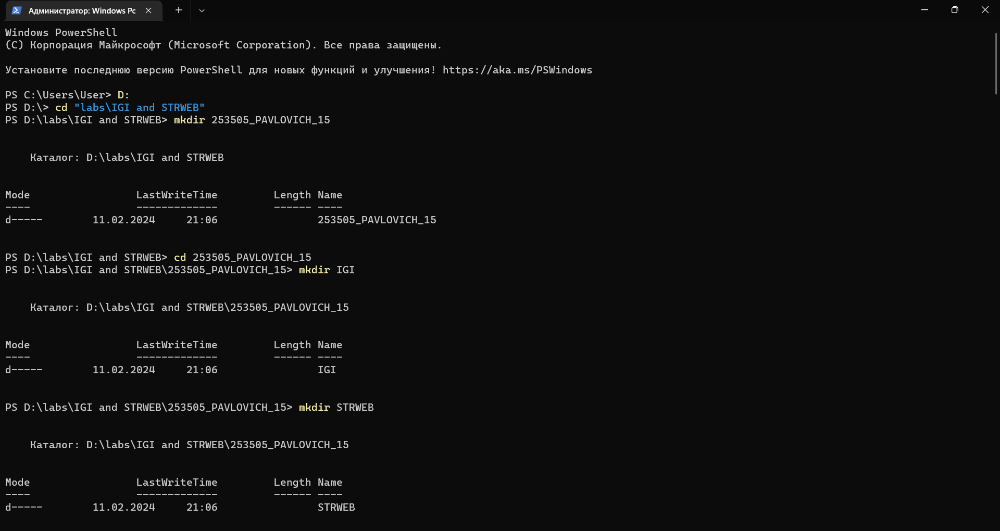 Администратор: Windows Pc
Windows PowerShell
(C) Корпорация Майкрософт (Microsoft Corporation). Все права защищены.
Установите последнюю версию PowerShell для новых функций и улучшения! https://aka.ms/PSWindows
PS C:\Users\User> D:
PS D:\> cd "labs\IGI and STRWEB"
PS D:\labs\IGI and STRWEB> mkdir 253505_PAVLOVICH_15
Каталог: D:\labs\IGI and STRWEB
Mode                 LastWriteTime         Length Name
----                 -------------         ------ ----
d-----        11.02.2024     21:06                253505_PAVLOVICH_15
PS D:\labs\IGI and STRWEB> cd 253505_PAVLOVICH_15
PS D:\labs\IGI and STRWEB\253505_PAVLOVICH_15> mkdir IGI
Каталог: D:\labs\IGI and STRWEB\253505_PAVLOVICH_15
Mode                 LastWriteTime         Length Name
----                 -------------         ------ ----
d-----        11.02.2024     21:06                IGI
PS D:\labs\IGI and STRWEB\253505_PAVLOVICH_15> mkdir STRWEB
Каталог: D:\labs\IGI and STRWEB\253505_PAVLOVICH_15
Mode                 LastWriteTime         Length Name
----                 -------------         ------ ----
d-----        11.02.2024     21:06                STRWEB